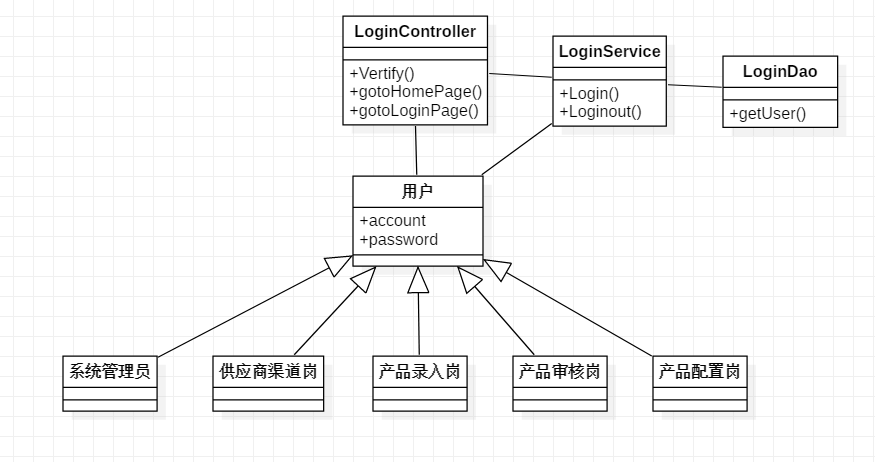 LoginController
+Vertify()
+gotoHomePage()
+gotoLoginPage()
LoginService
+Login()
+Loginout()
LoginDao
+getUser()
用户
+account
+password
系统管理员
供应商渠道岗
产品录入岗
产品审核岗
产品配置岗